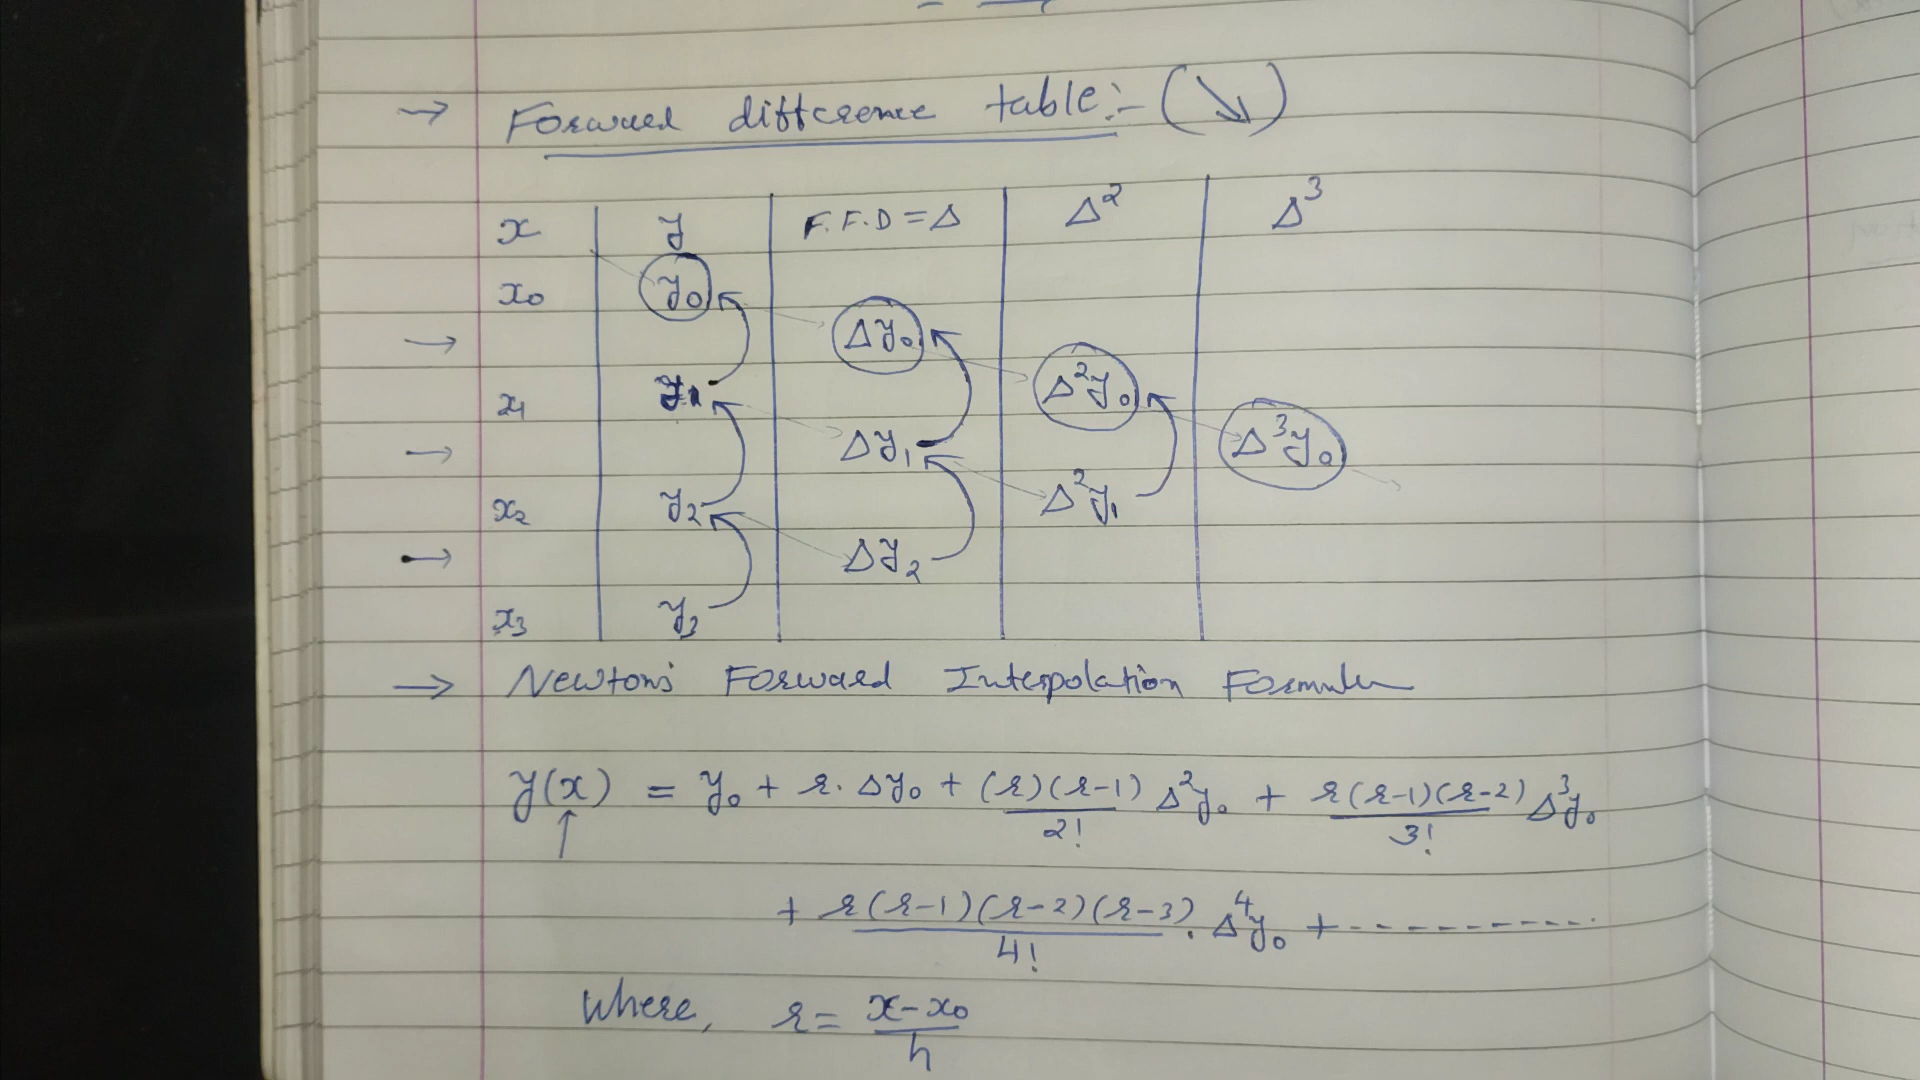 → Forward difference table:- (↘)
x | y | F.F.D = Δ | Δ² | Δ³
x₀ y₀
→ Δy₀
x₁ y₁ Δ²y₀
→ Δy₁ Δ³y₀
x₂ y₂ Δ²y₁
→ Δy₂
x₃ y₃
→ Newton's Forward Interpolation Formula
y(x) = y₀ + r. Δy₀ + (r)(r-1)/2! Δ²y₀ + r(r-1)(r-2)/3! Δ³y₀
↑
+ r(r-1)(r-2)(r-3)/4! . Δ⁴y₀ + ----------
Where, r = x-x₀/h